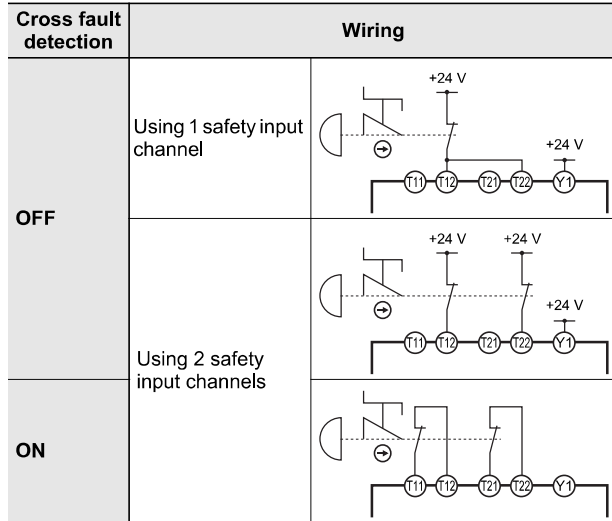 Cross fault
detection
Wiring
OFF
Using 1 safety input
channel
+24 V
+24 V
T11 T12 T21 T22 Y1
Using 2 safety
input channels
+24 V +24 V
+24 V
T11 T12 T21 T22 Y1
ON
T11 T12 T21 T22 Y1